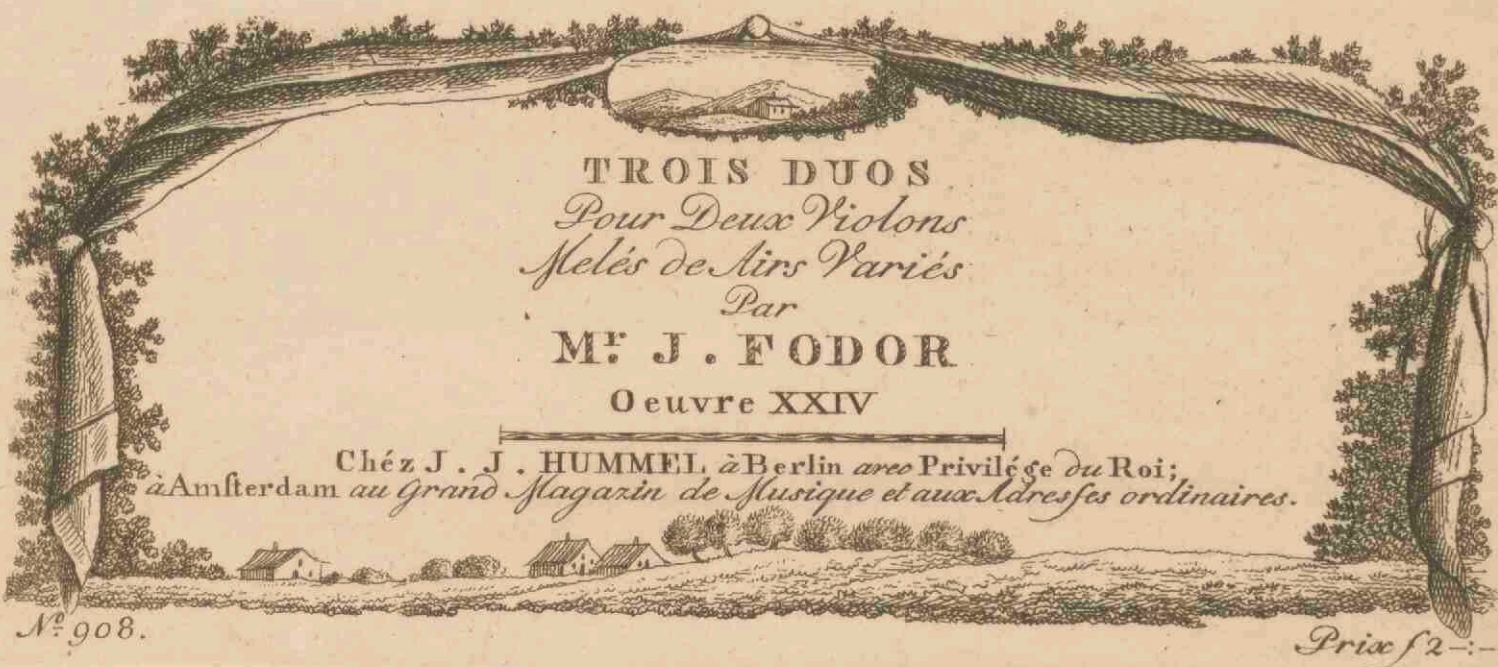 TROIS DUOS
Pour Deux Violons
Melés de Airs Variés
Par
Mr. J. FODOR
Oeuvre XXIV
Chéz J. J. HUMMEL à Berlin avec Privilége du Roi;
à Amſterdam au Grand Magazin de Musique et aux Adreſses ordinaires.
No. 908.
Prix f 2-:-